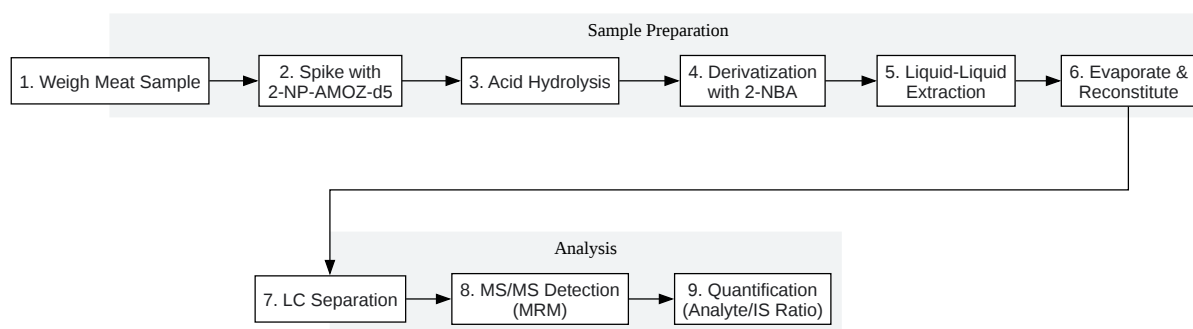 Sample Preparation
1. Weigh Meat Sample
2. Spike with
2-NP-AMOZ-d5
3. Acid Hydrolysis
4. Derivatization
with 2-NBA
5. Liquid-Liquid
Extraction
6. Evaporate &
Reconstitute
Analysis
7. LC Separation
8. MS/MS Detection
(MRM)
9. Quantification
(Analyte/IS Ratio)